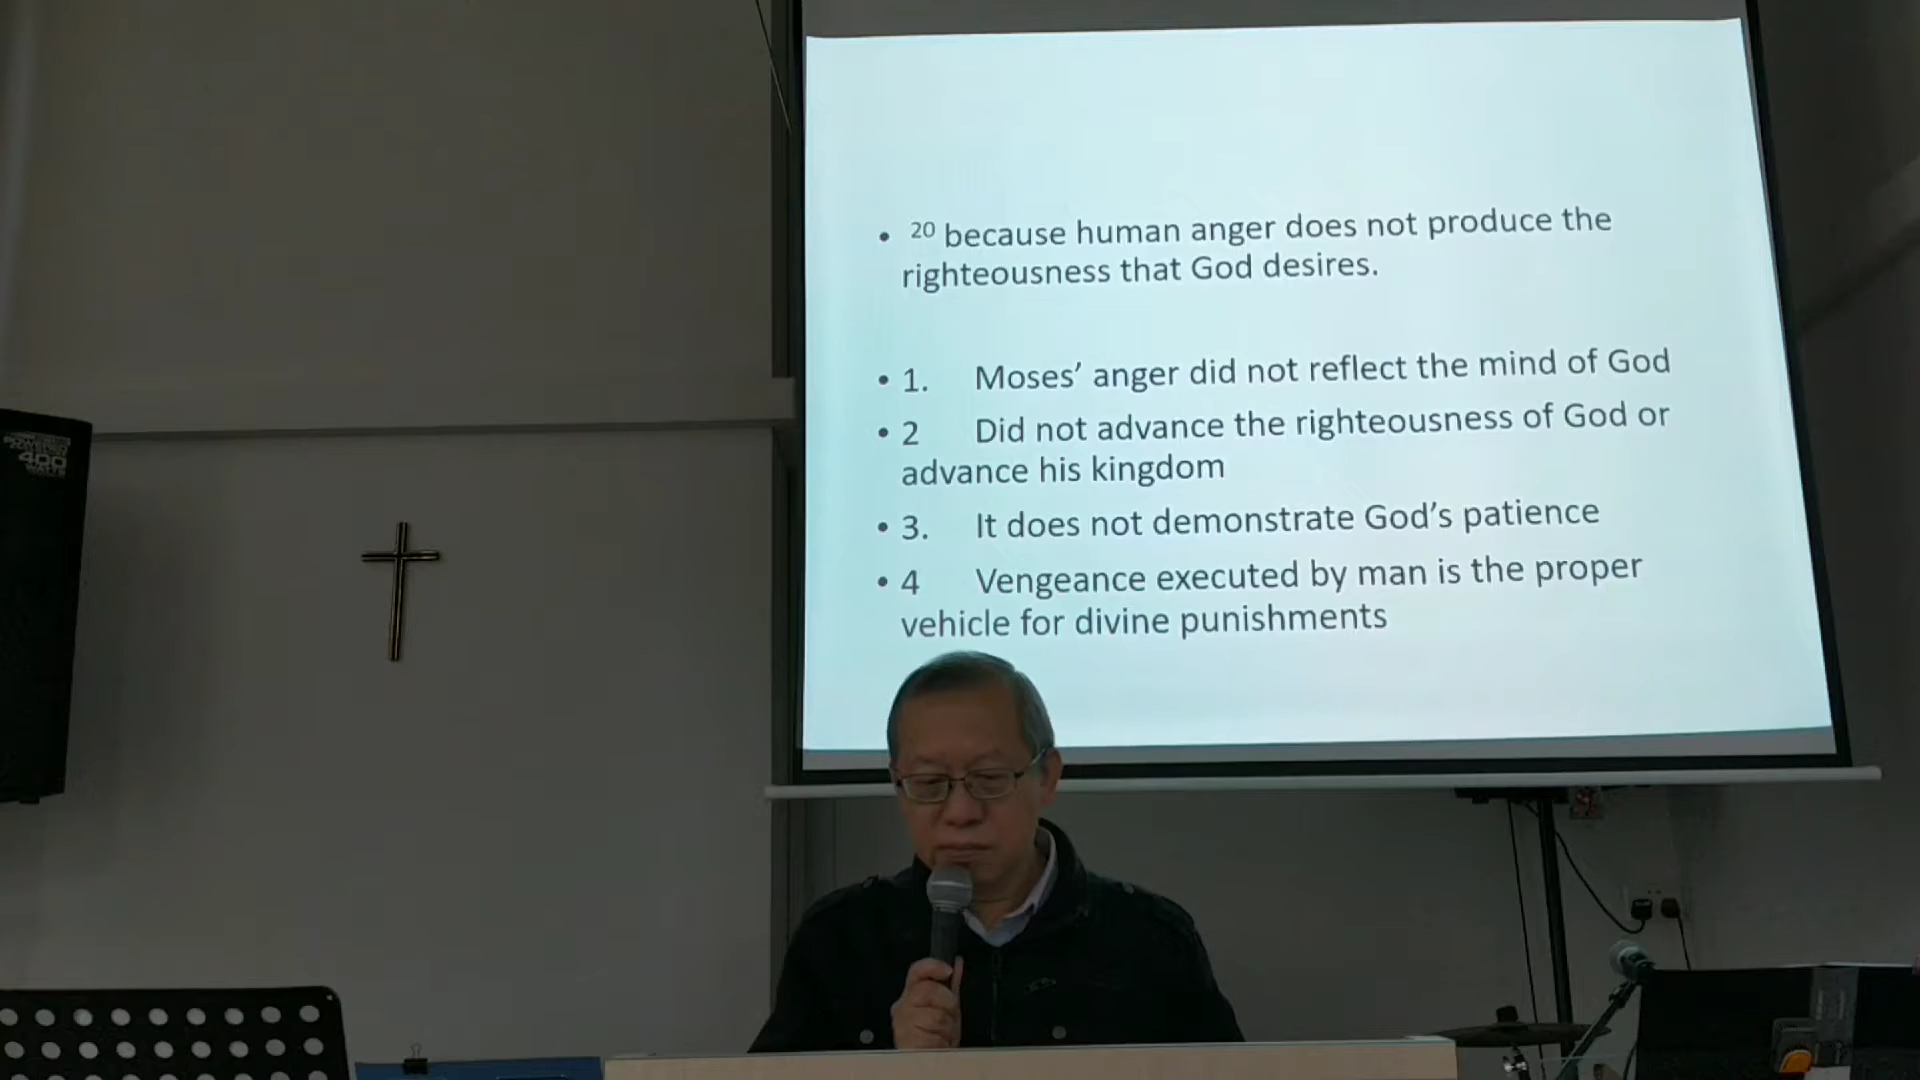 • 20 because human anger does not produce the
righteousness that God desires.
• 1. Moses’ anger did not reflect the mind of God
• 2 Did not advance the righteousness of God or
advance his kingdom
• 3. It does not demonstrate God’s patience
• 4 Vengeance executed by man is the proper
vehicle for divine punishments
400
WATTS